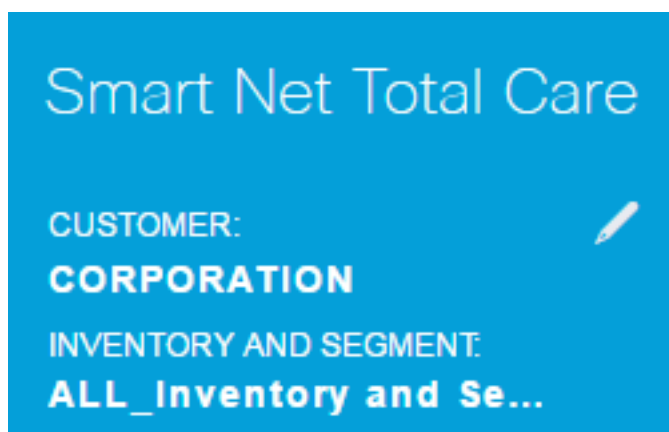 Smart Net Total Care
CUSTOMER:
CORPORATION
INVENTORY AND SEGMENT:
ALL_Inventory and Se...